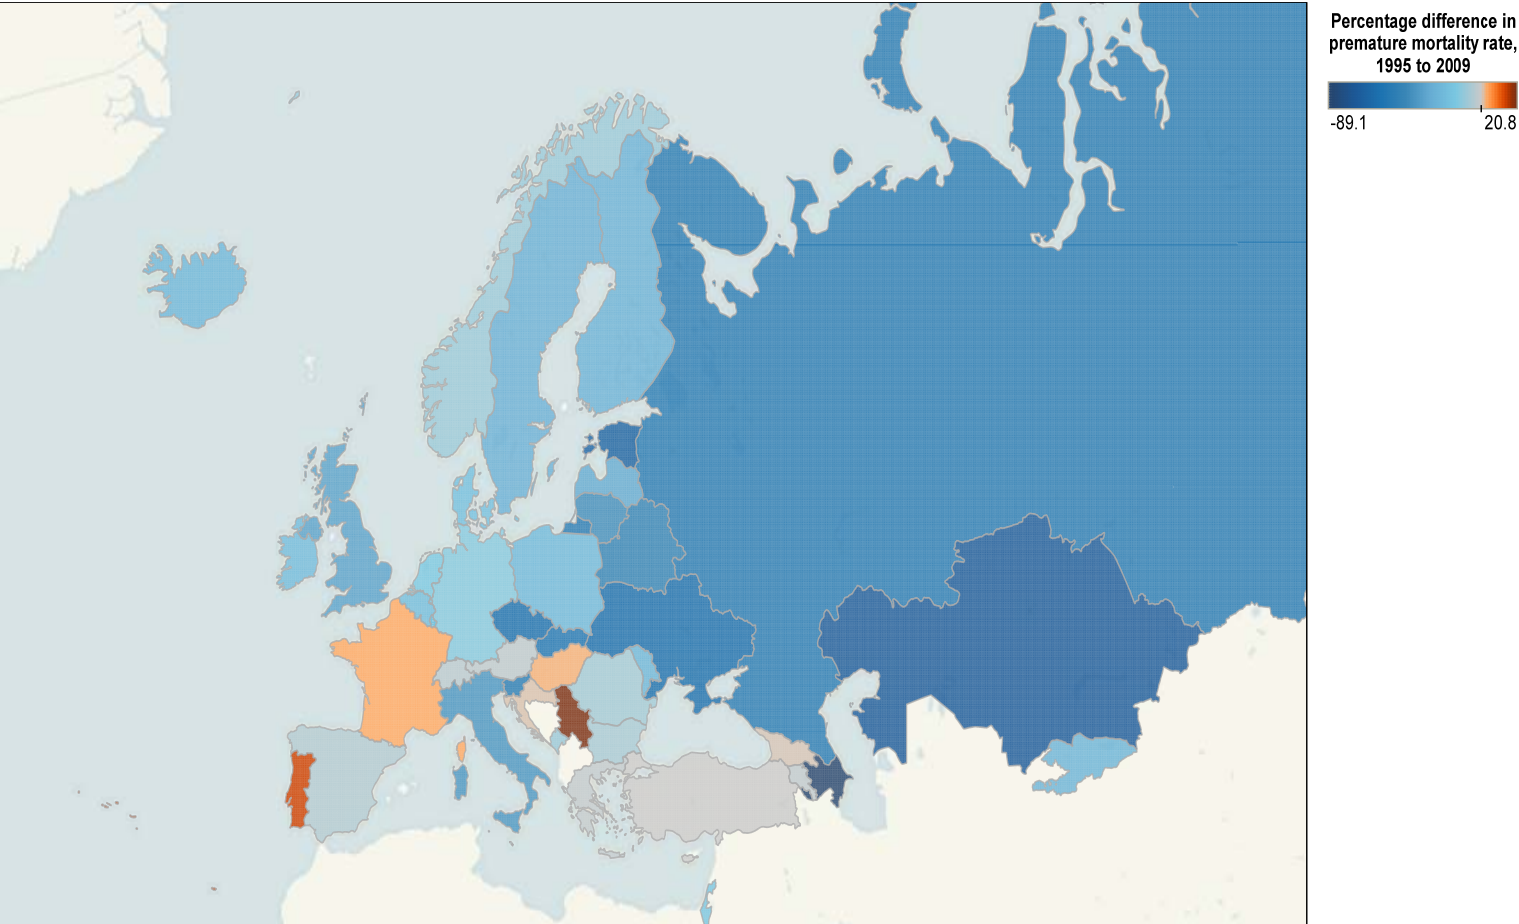 Percentage difference in
premature mortality rate,
1995 to 2009
-89.1 20.8